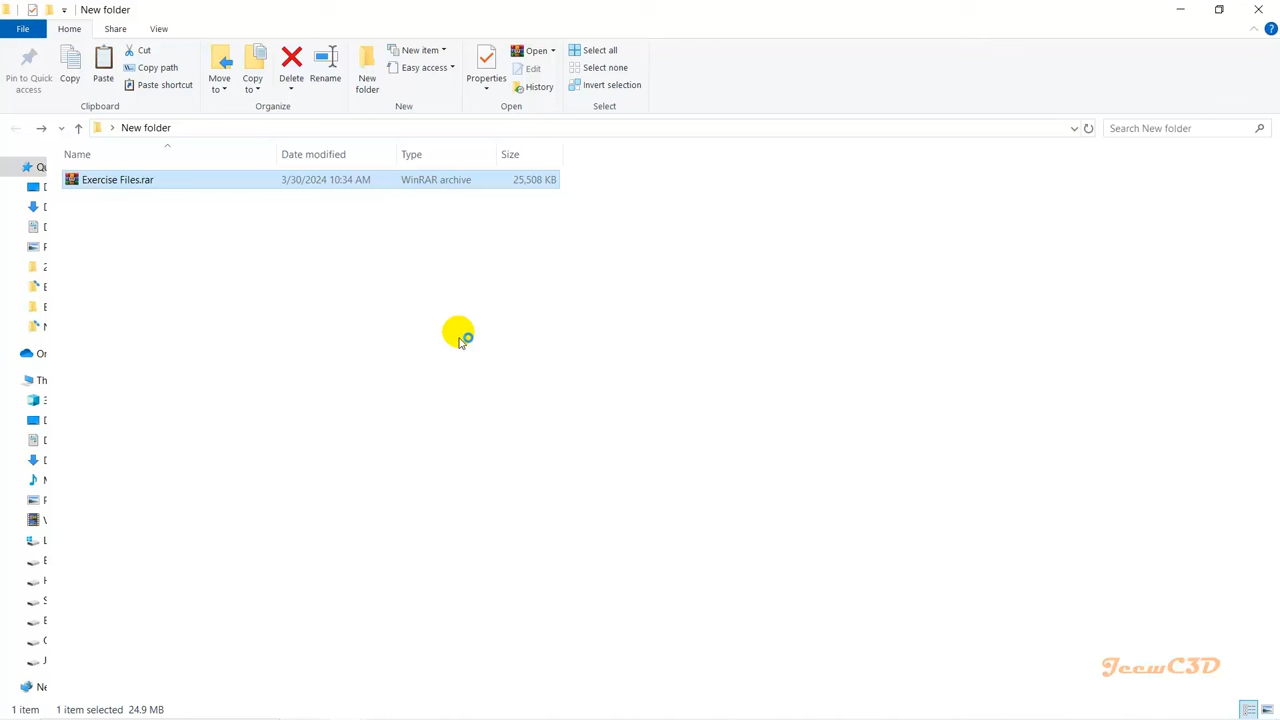 New folder
File Home Share View
Pin to Quick access
Copy
Paste
Cut
Copy path
Paste shortcut
Clipboard
Move to
Copy to
Delete
Rename
Organize
New folder
New item
Easy access
New
Properties
Open
Edit
History
Open
Select all
Select none
Invert selection
Select
New folder
Search New folder
Name Date modified Type Size
Exercise Files.rar 3/30/2024 10:34 AM WinRAR archive 25,508 KB
JeewC3D
1 item 1 item selected 24.9 MB